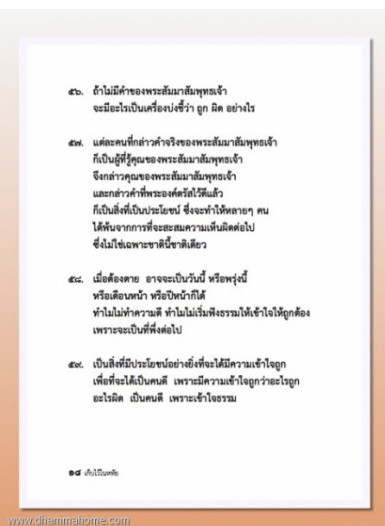 ๕๖. ถ้าไม่มีคำของพระสัมมาสัมพุทธเจ้า
จะมีอะไรเป็นเครื่องบ่งชี้ว่า ถูก ผิด อย่างไร
๕๗. แต่ละคนที่กล่าวคำจริงของพระสัมมาสัมพุทธเจ้า
ก็เป็นผู้ที่รู้คุณของพระสัมมาสัมพุทธเจ้า
จึงกล่าวคุณของพระสัมมาสัมพุทธเจ้า
และกล่าวคำที่พระองค์ตรัสไว้ดีแล้ว
ก็เป็นสิ่งที่เป็นประโยชน์ ซึ่งจะทำให้หลายๆ คน
ได้พ้นจากการที่จะสะสมความเห็นผิดต่อไป
ซึ่งไม่ใช่เฉพาะชาตินี้ชาติเดียว
๕๘. เมื่อต้องตาย อาจจะเป็นวันนี้ หรือพรุ่งนี้
หรือเดือนหน้า หรือปีหน้าก็ได้
ทำไมไม่ทำความดี ทำไมไม่เริ่มฟังธรรมให้เข้าใจให้ถูกต้อง
เพราะจะเป็นที่พึ่งต่อไป
๕๙. เป็นสิ่งที่มีประโยชน์อย่างยิ่งที่จะได้มีความเข้าใจถูก
เพื่อที่จะได้เป็นคนดี เพราะมีความเข้าใจถูกว่าอะไรถูก
อะไรผิด เป็นคนดี เพราะเข้าใจธรรม
๑๘ เก็บไว้ในหทัย
www.dhammahome.com